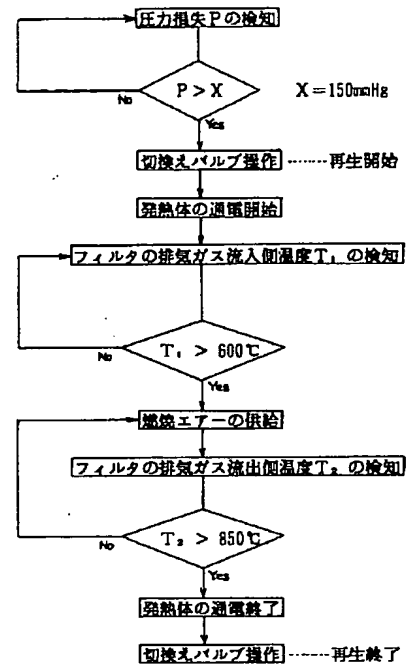 圧力損失Pの検知
P > X
X=150mmHg
No
Yes
切換えバルブ操作 ……再生開始
発熱体の通電開始
フィルタの排気ガス流入側温度T₁の検知
T₁ > 600℃
No
Yes
燃焼エアーの供給
フィルタの排気ガス流出側温度T₂の検知
T₂ > 850℃
No
Yes
発熱体の通電終了
切換えバルブ操作 ……再生終了